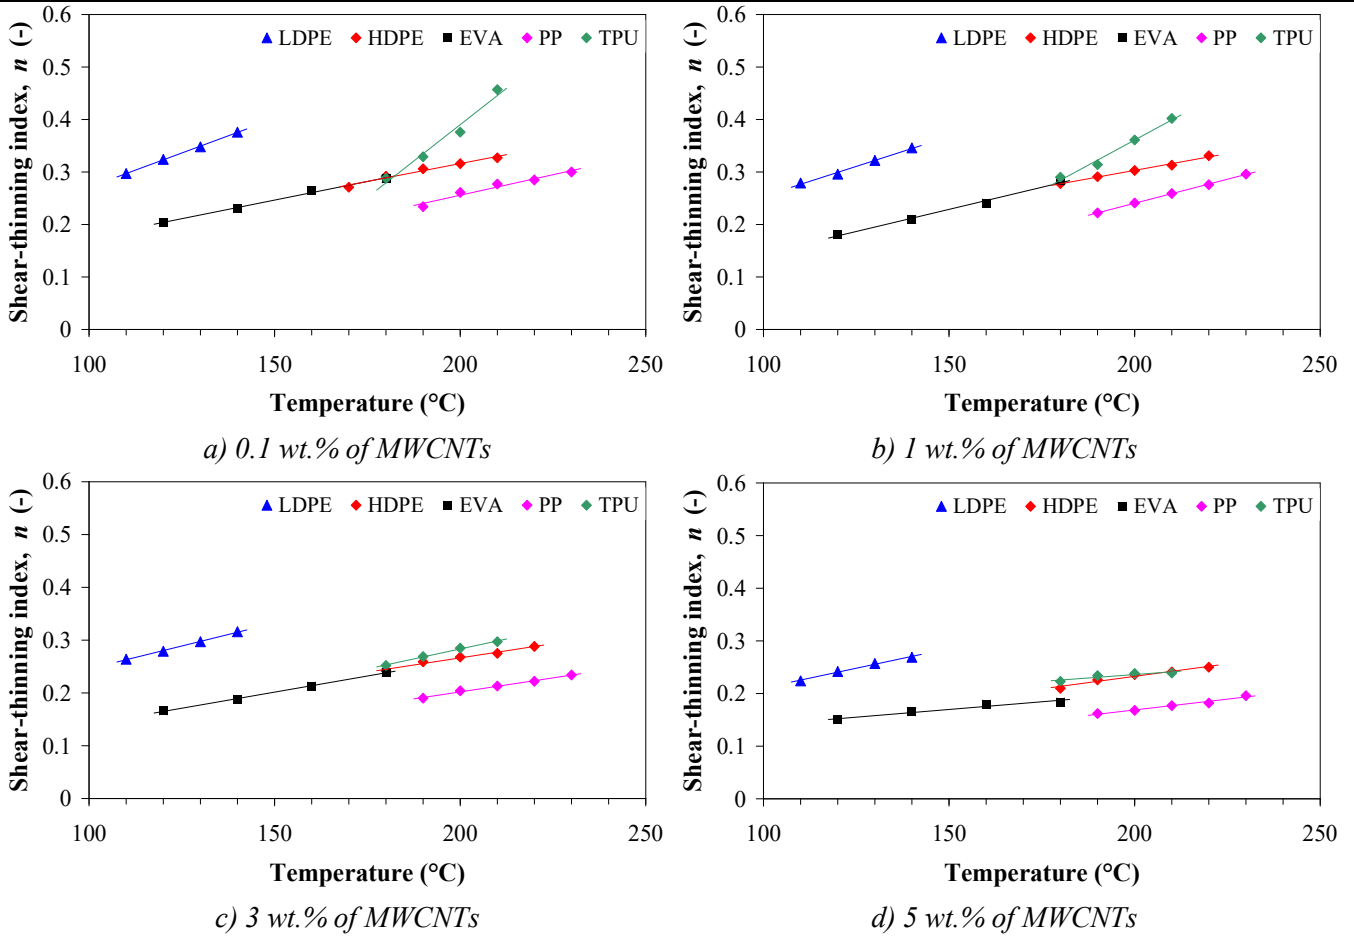 Shear-thinning index, n (-)
0.6
0.5
0.4
0.3
0.2
0.1
0
LDPE HDPE EVA PP TPU
100 150 200 250
Temperature (°C)
a) 0.1 wt.% of MWCNTs
Shear-thinning index, n (-)
0.6
0.5
0.4
0.3
0.2
0.1
0
LDPE HDPE EVA PP TPU
100 150 200 250
Temperature (°C)
b) 1 wt.% of MWCNTs
Shear-thinning index, n (-)
0.6
0.5
0.4
0.3
0.2
0.1
0
LDPE HDPE EVA PP TPU
100 150 200 250
Temperature (°C)
c) 3 wt.% of MWCNTs
Shear-thinning index, n (-)
0.6
0.5
0.4
0.3
0.2
0.1
0
LDPE HDPE EVA PP TPU
100 150 200 250
Temperature (°C)
d) 5 wt.% of MWCNTs